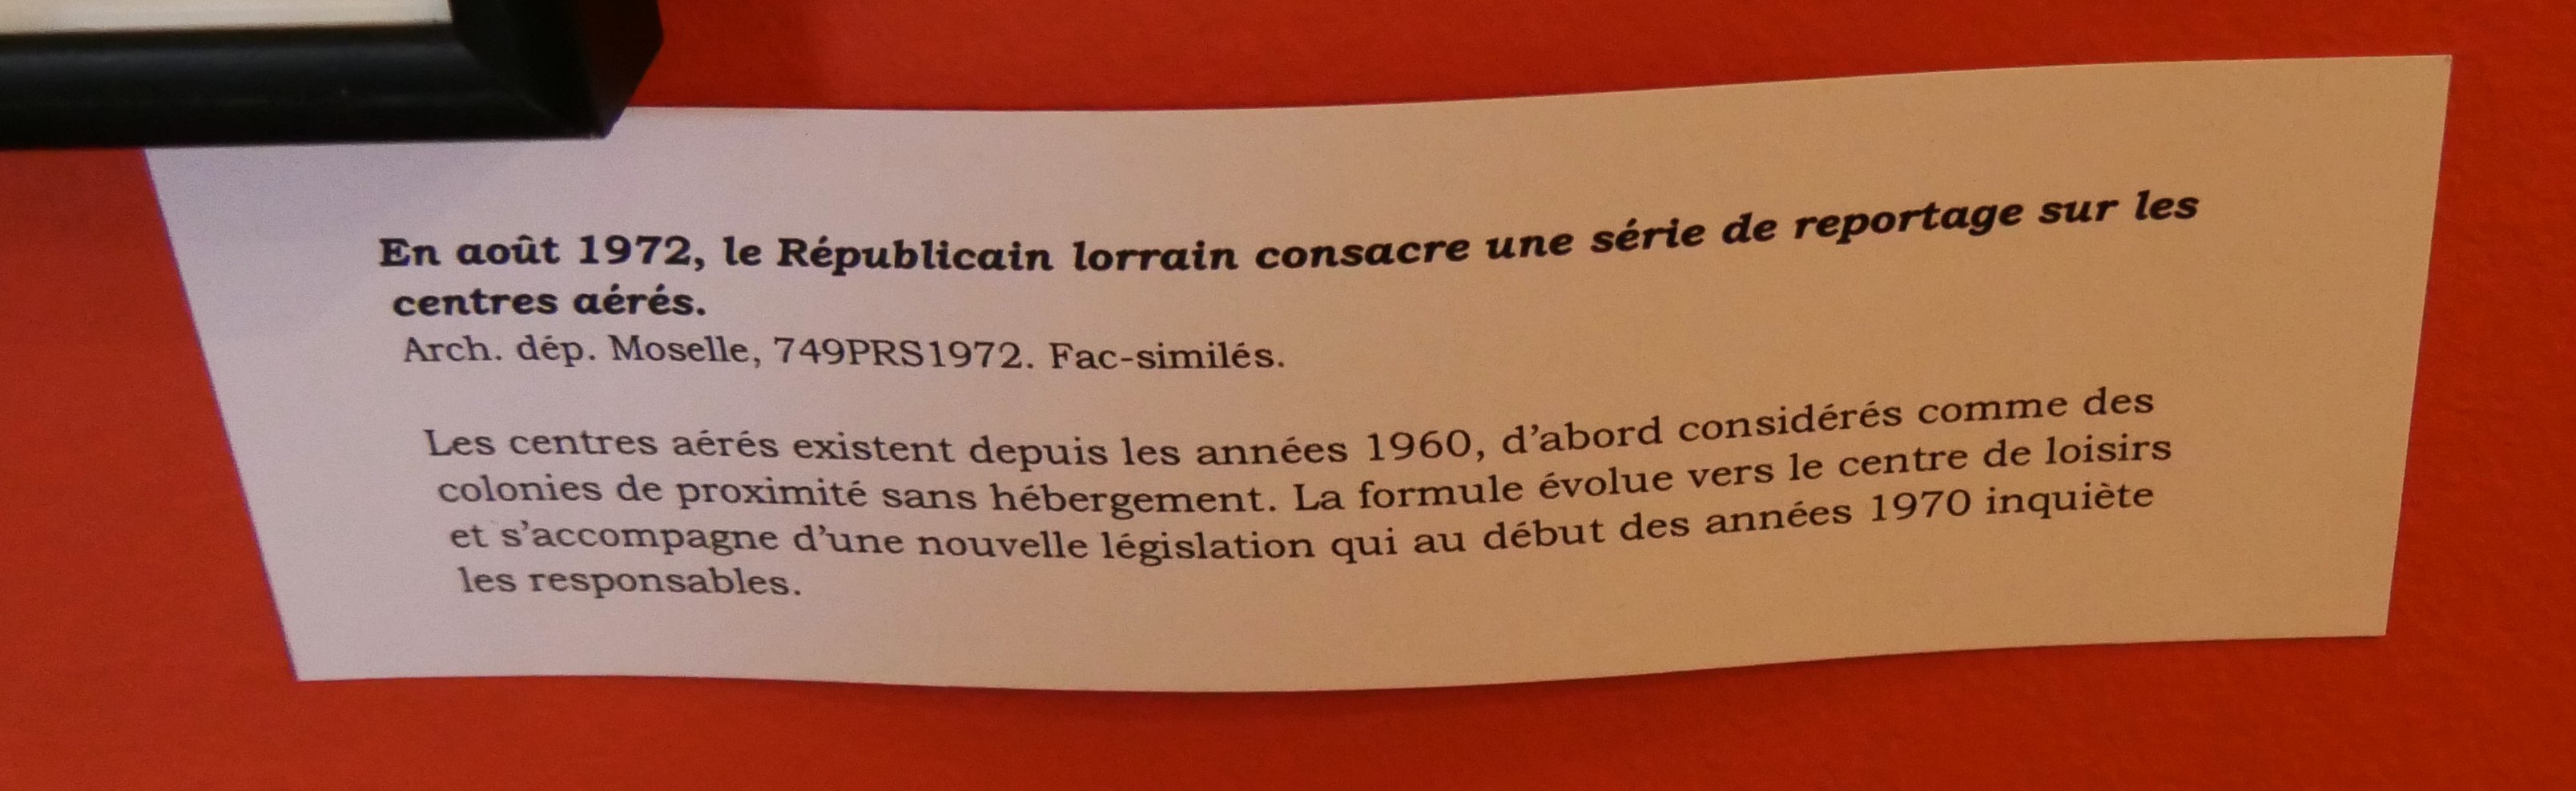 En août 1972, le Républicain lorrain consacre une série de reportage sur les
centres aérés.
Arch. dép. Moselle, 749PRS1972. Fac-similés.
Les centres aérés existent depuis les années 1960, d’abord considérés comme des
colonies de proximité sans hébergement. La formule évolue vers le centre de loisirs
et s’accompagne d’une nouvelle législation qui au début des années 1970 inquiète
les responsables.